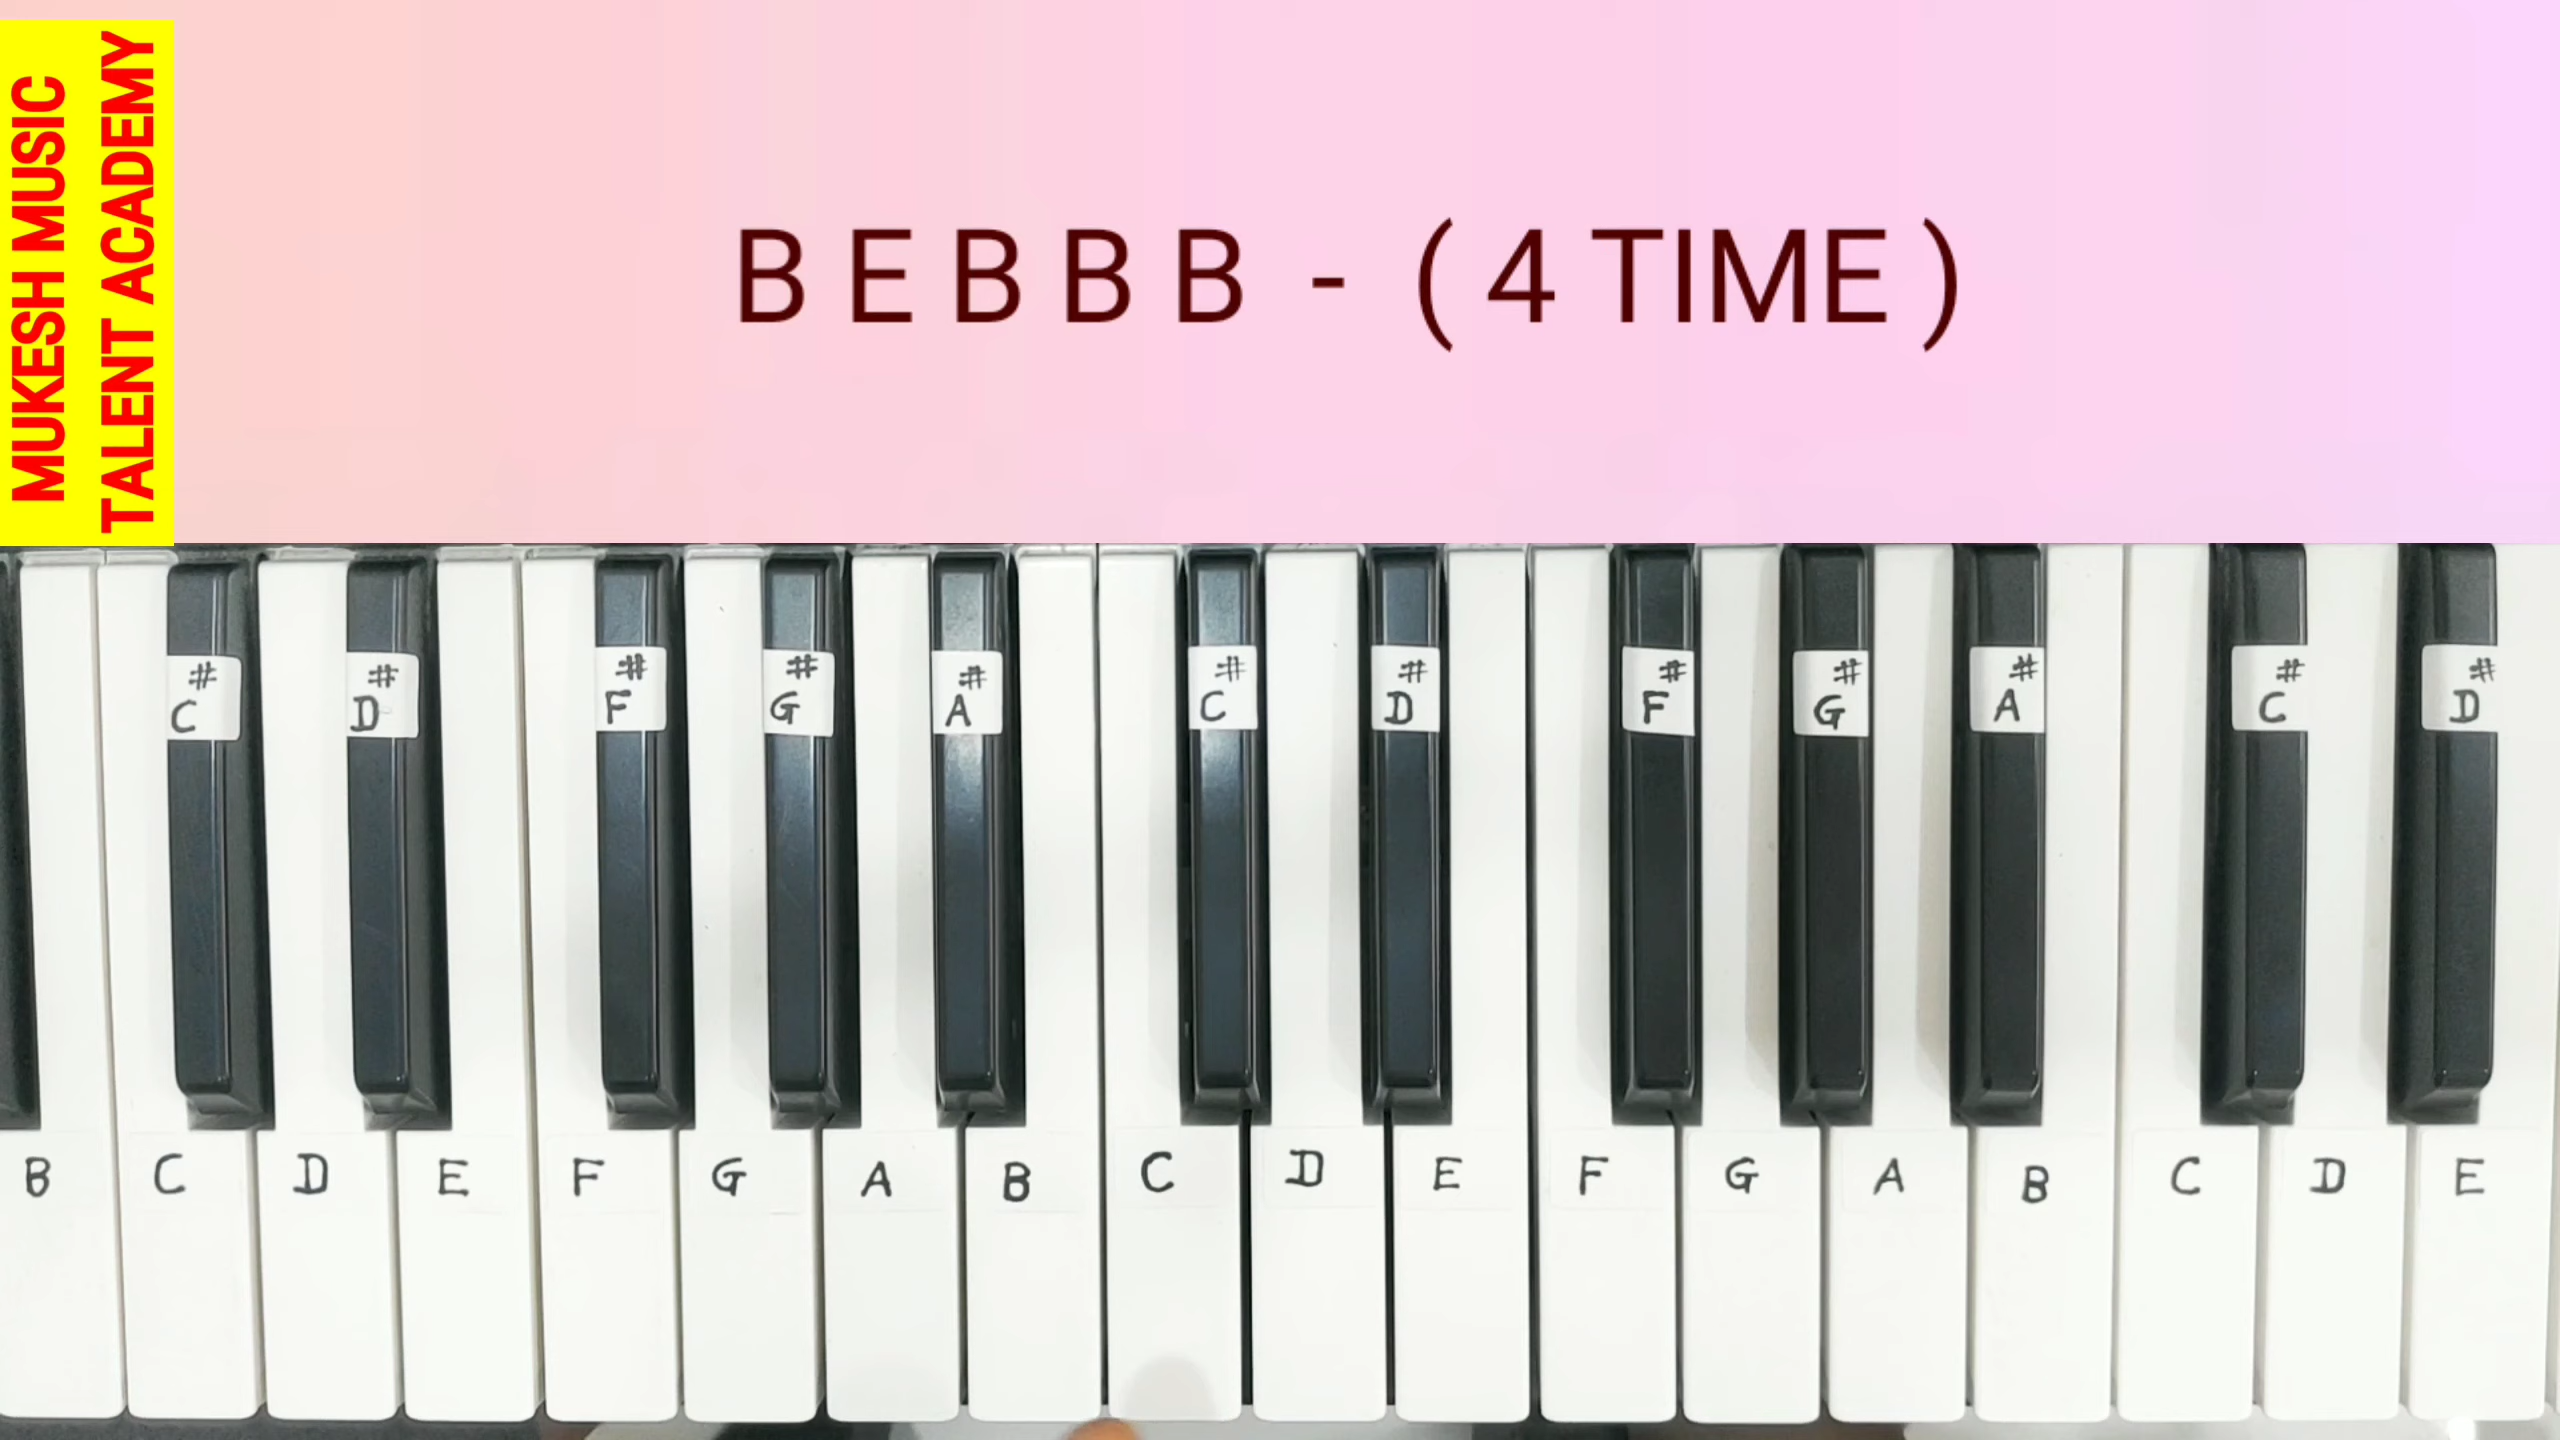 MUKESH MUSIC
TALENT ACADEMY
B E B B B - ( 4 TIME )
C# D# F# G# A# C# D# F# G# A# C# D#
B C D E F G A B C D E F G A B C D E